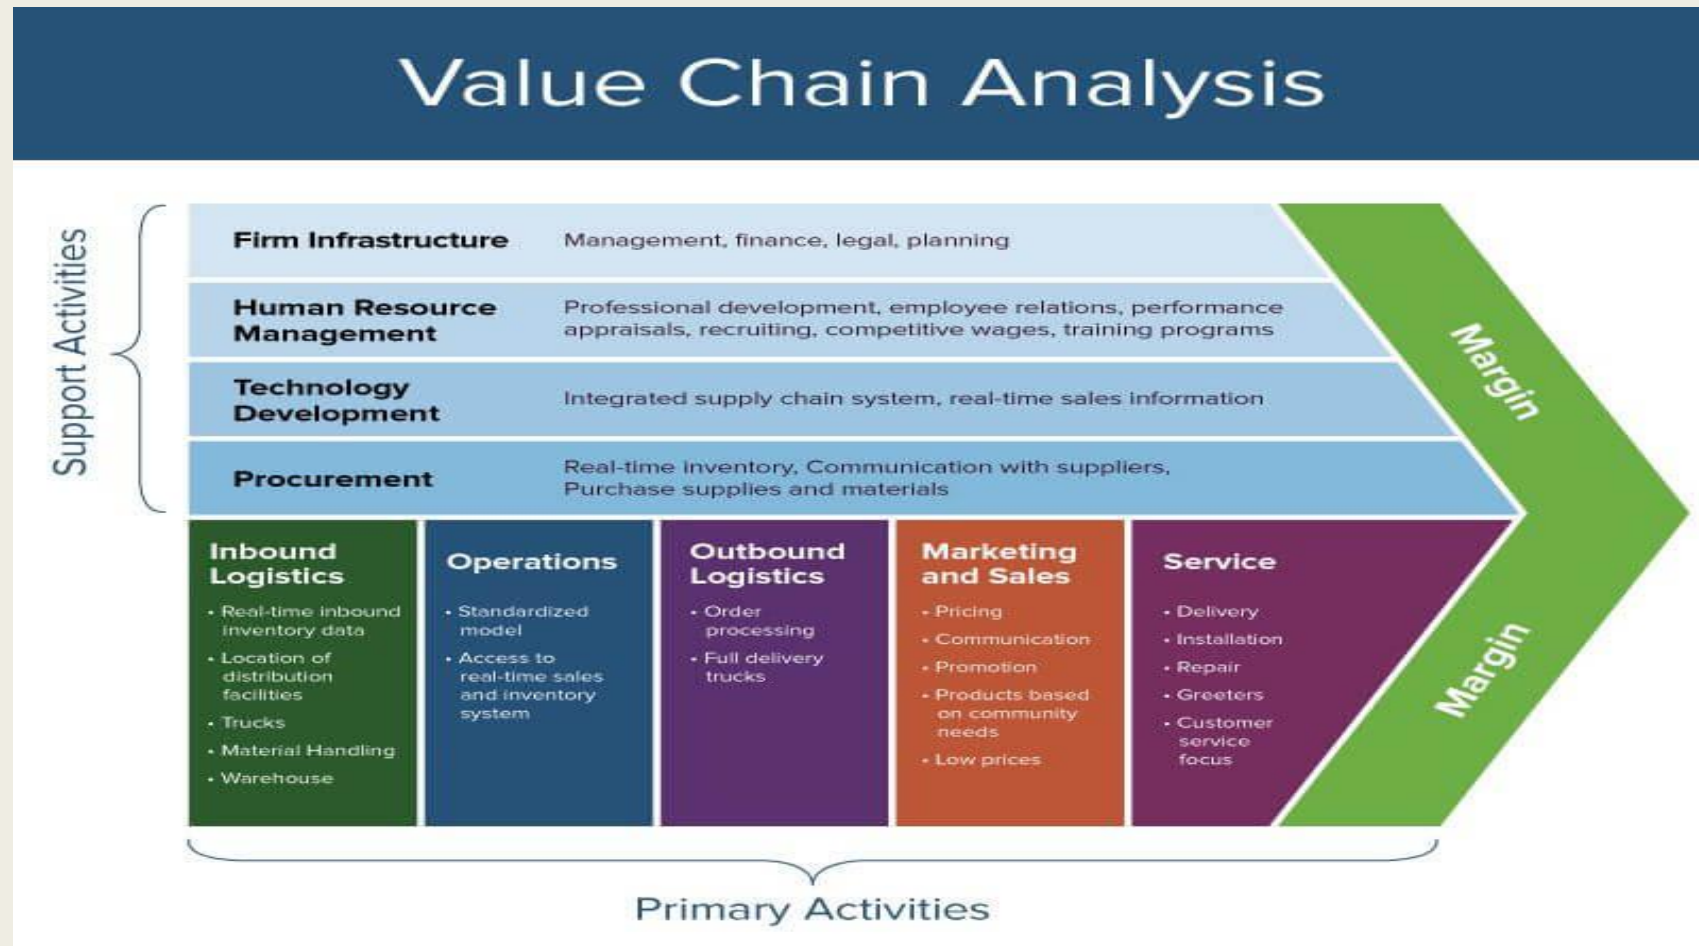 Value Chain Analysis
Support Activities
Firm Infrastructure
Management, finance, legal, planning
Human Resource
Management
Professional development, employee relations, performance
appraisals, recruiting, competitive wages, training programs
Technology
Development
Integrated supply chain system, real-time sales information
Procurement
Real-time inventory, Communication with suppliers,
Purchase supplies and materials
Margin
Inbound
Logistics
• Real-time inbound
inventory data
• Location of
distribution
facilities
• Trucks
• Material Handling
• Warehouse
Operations
• Standardized
model
• Access to
real-time sales
and inventory
system
Outbound
Logistics
• Order
processing
• Full delivery
trucks
Marketing
and Sales
• Pricing
• Communication
• Promotion
• Products based
on community
needs
• Low prices
Service
• Delivery
• Installation
• Repair
• Greeters
• Customer
service
focus
Margin
Primary Activities